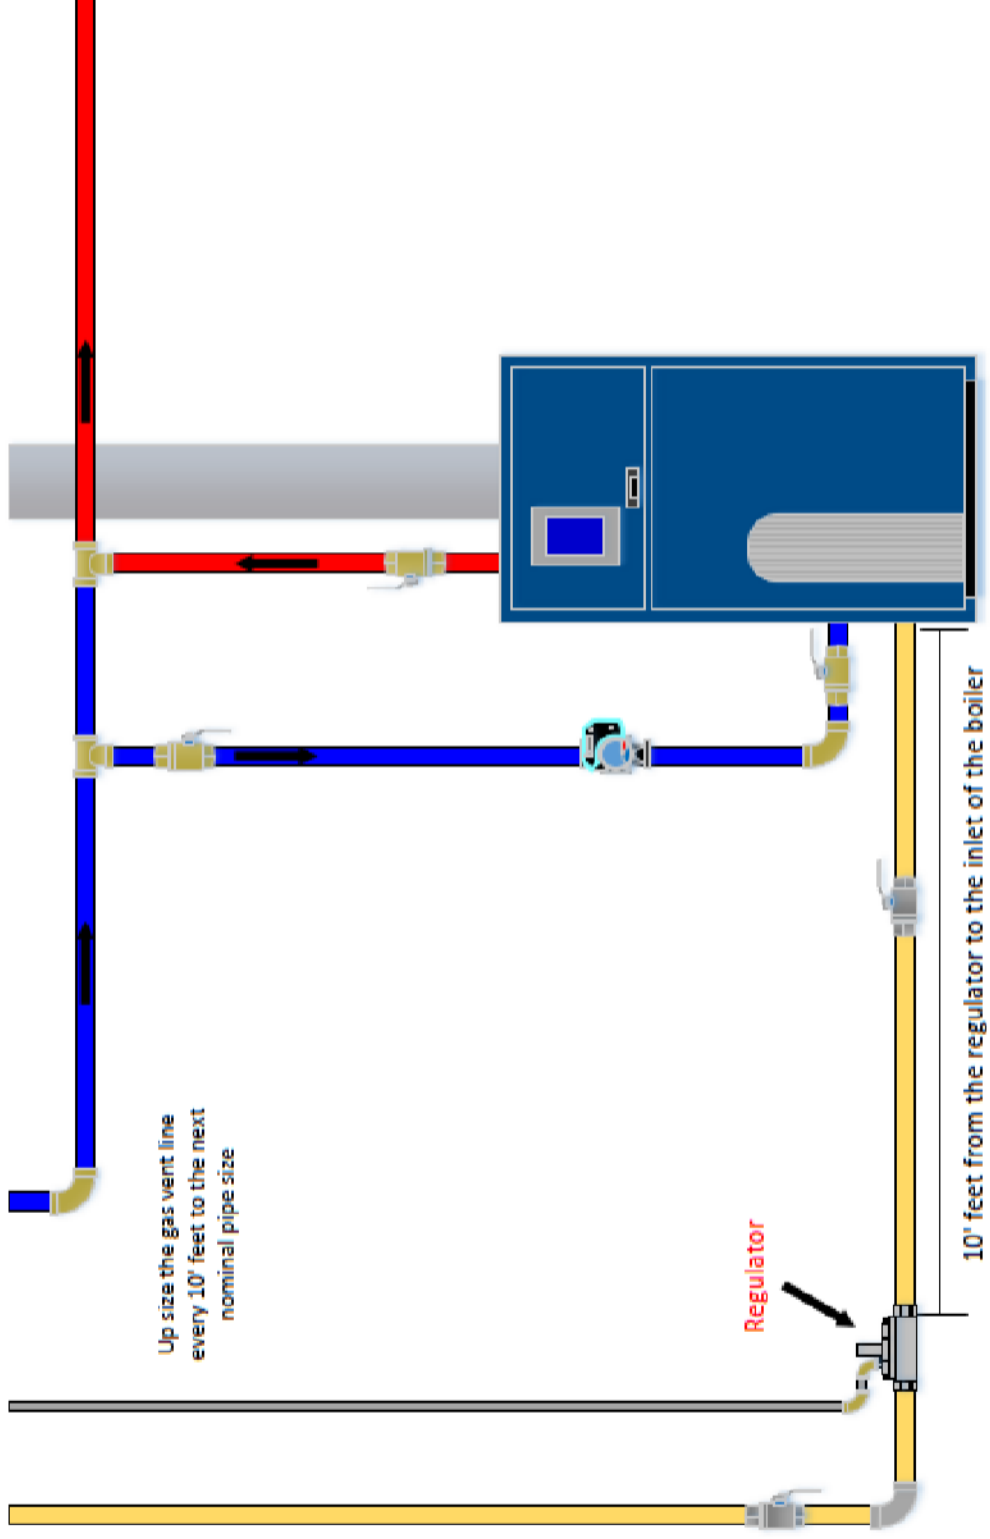 Up size the gas vent line
every 10' feet to the next
nominal pipe size
Regulator
10' feet from the regulator to the inlet of the boiler